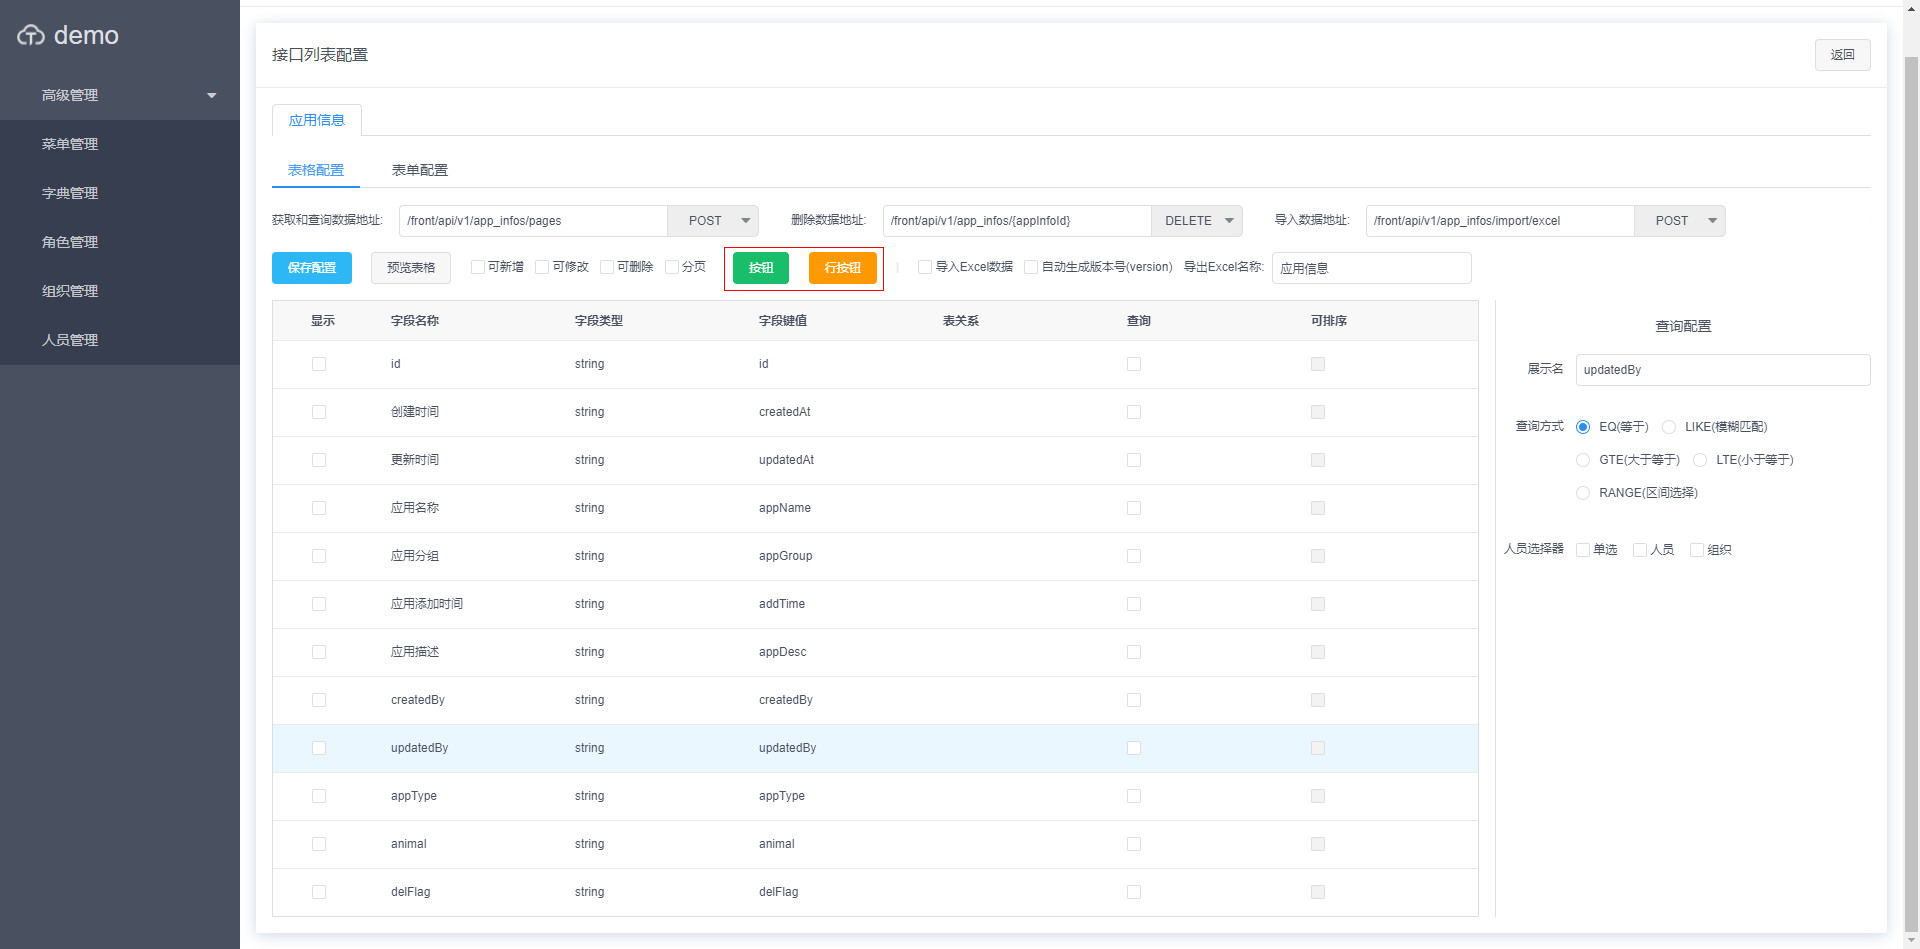 demo
高级管理
菜单管理
字典管理
角色管理
组织管理
人员管理
接口列表配置
返回
应用信息
表格配置 表单配置
获取和查询数据地址: /front/api/v1/app_infos/pages POST 删除数据地址: /front/api/v1/app_infos/{appInfoId} DELETE 导入数据地址: /front/api/v1/app_infos/import/excel POST
保存配置 预览表格 可新增 可修改 可删除 分页 按钮 行按钮 导入Excel数据 自动生成版本号(version) 导出Excel名称: 应用信息
显示 字段名称 字段类型 字段键值 表关系 查询 可排序
id string id
创建时间 string createdAt
更新时间 string updatedAt
应用名称 string appName
应用分组 string appGroup
应用添加时间 string addTime
应用描述 string appDesc
createdBy string createdBy
updatedBy string updatedBy
appType string appType
animal string animal
delFlag string delFlag
查询配置
展示名 updatedBy
查询方式 EQ(等于) LIKE(模糊匹配)
GTE(大于等于) LTE(小于等于)
RANGE(区间选择)
人员选择器 单选 人员 组织